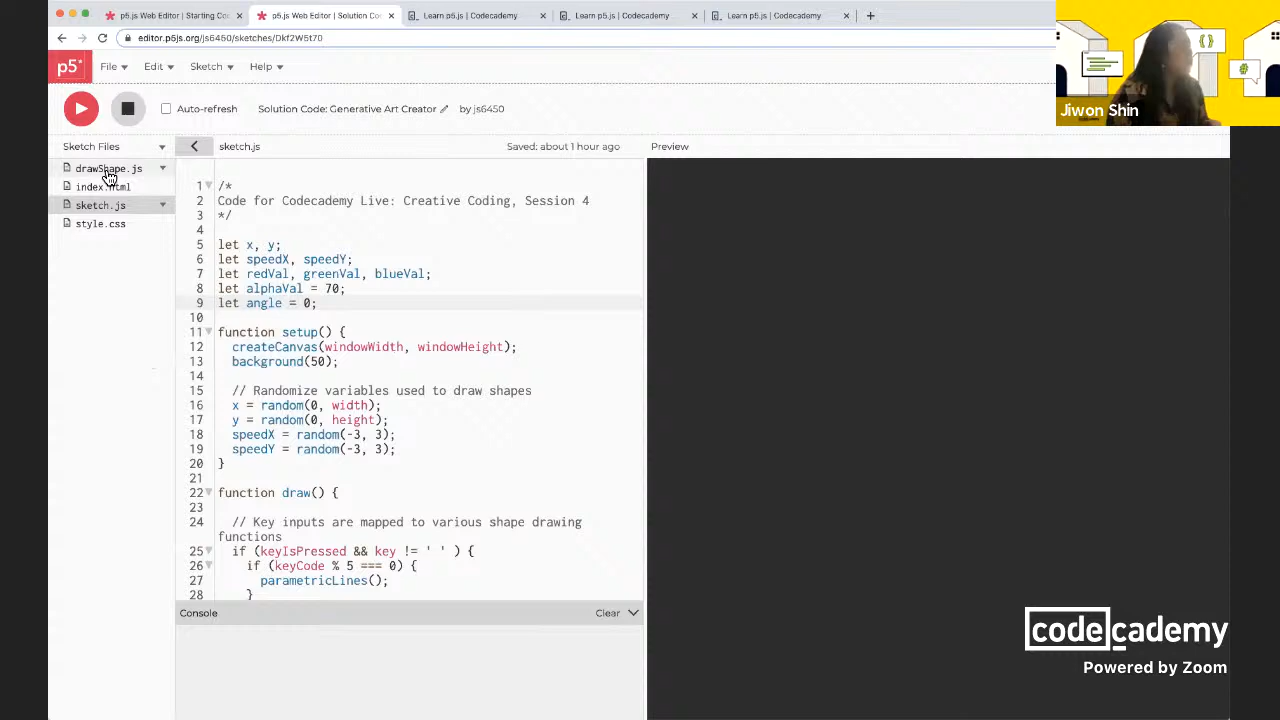 p5.js Web Editor | Starting Co
p5.js Web Editor | Solution Co
Learn p5.js | Codecademy
Learn p5.js | Codecademy
Learn p5.js | Codecademy
editor.p5js.org/js6450/sketches/Dkf2W5t70
p5*
File
Edit
Sketch
Help
{}
#
Jiwon Shin
Auto-refresh
Solution Code: Generative Art Creator
by js6450
Sketch Files
sketch.js
Saved: about 1 hour ago
Preview
drawShape.js
index.html
sketch.js
style.css
1 /*
2 Code for Codecademy Live: Creative Coding, Session 4
3 */
4
5 let x, y;
6 let speedX, speedY;
7 let redVal, greenVal, blueVal;
8 let alphaVal = 70;
9 let angle = 0;
10
11 function setup() {
12 createCanvas(windowWidth, windowHeight);
13 background(50);
14
15 // Randomize variables used to draw shapes
16 x = random(0, width);
17 y = random(0, height);
18 speedX = random(-3, 3);
19 speedY = random(-3, 3);
20 }
21
22 function draw() {
23
24 // Key inputs are mapped to various shape drawing
functions
25 if (keyIsPressed && key != ' ' ) {
26 if (keyCode % 5 === 0) {
27 parametricLines();
28 }
Console
Clear
codecademy
Powered by Zoom